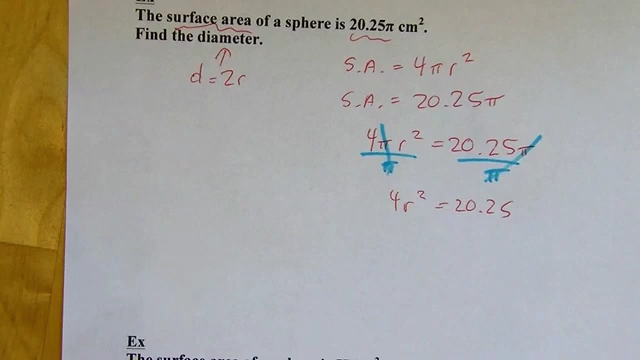 The surface area of a sphere is 20.25π cm².
Find the diameter.
d = 2r
S.A. = 4πr²
S.A. = 20.25π
4πr² = 20.25π
π π
4r² = 20.25
Ex